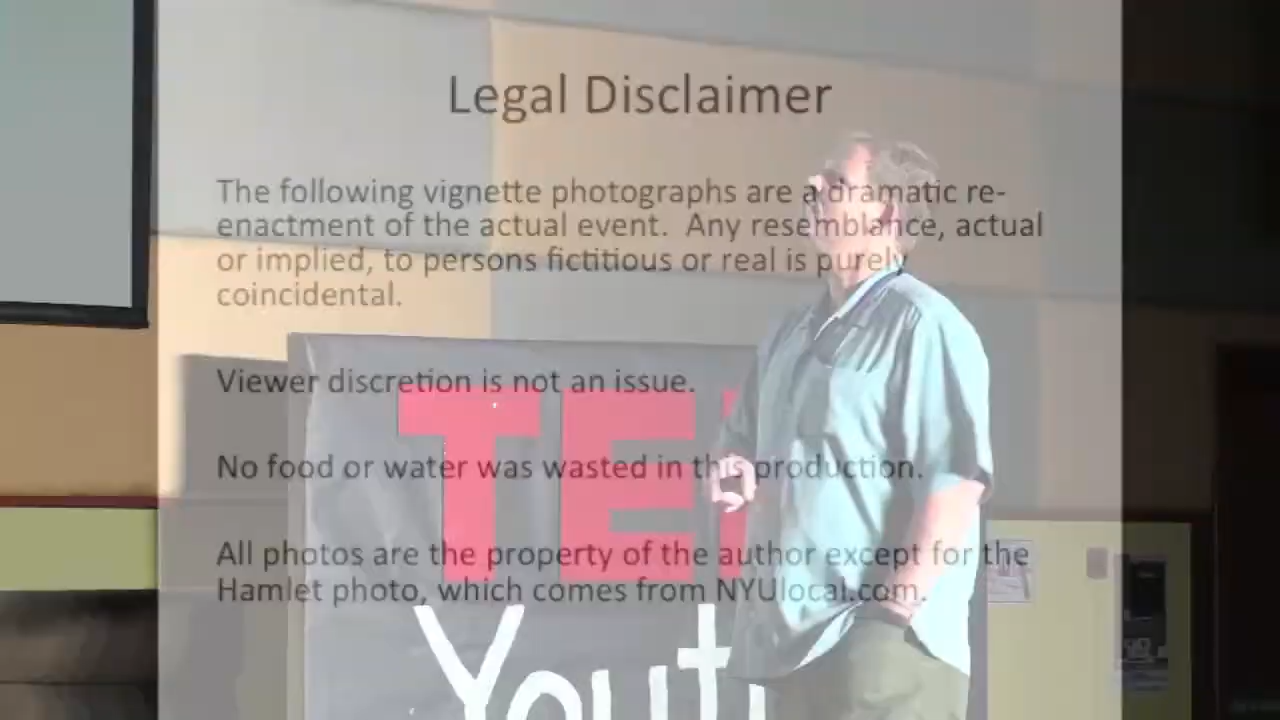 Legal Disclaimer
The following vignette photographs are a dramatic re-
enactment of the actual event.  Any resemblance, actual
or implied, to persons fictitious or real is purely
coincidental.
Viewer discretion is not an issue.
No food or water was wasted in this production.
All photos are the property of the author except for the
Hamlet photo, which comes from NYUlocal.com.
TE
Yout